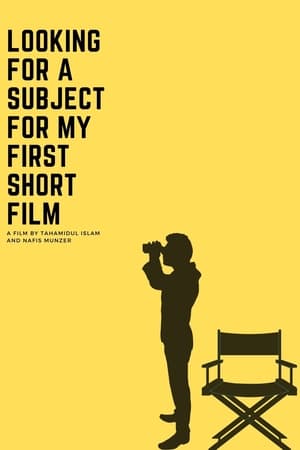 LOOKING
FOR A
SUBJECT
FOR MY
FIRST
SHORT
FILM
A FILM BY TAHAMIDUL ISLAM
AND NAFIS MUNZER